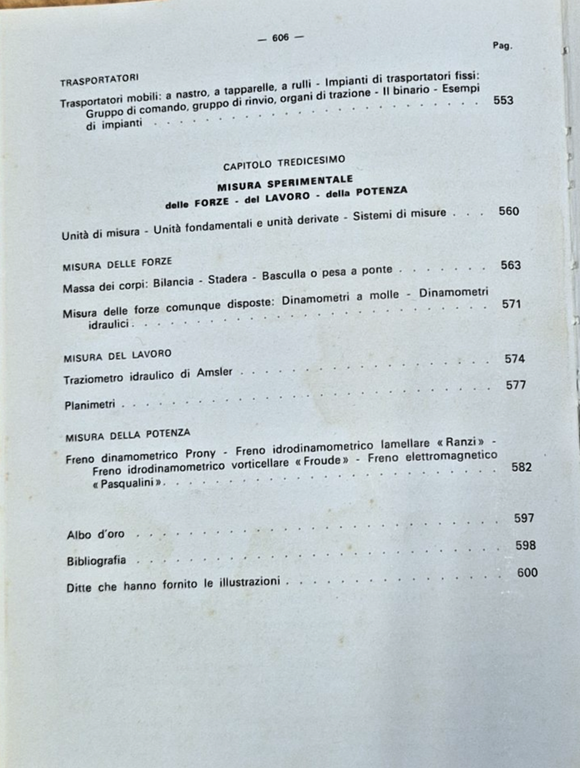 — 606 —
Pag.
TRASPORTATORI
Trasportatori mobili: a nastro, a tapparelle, a rulli - Impianti di trasportatori fissi:
Gruppo di comando, gruppo di rinvio, organi di trazione - Il binario - Esempi
di impianti . . . . . . . . . . . . . . . . . . 553
CAPITOLO TREDICESIMO
MISURA SPERIMENTALE
delle FORZE - del LAVORO - della POTENZA
Unità di misura - Unità fondamentali e unità derivate - Sistemi di misure . . . 560
MISURA DELLE FORZE
Massa dei corpi: Bilancia - Stadera - Basculla o pesa a ponte . . . . . . . 563
Misura delle forze comunque disposte: Dinamometri a molle - Dinamometri
idraulici . . . . . . . . . . . . . . . . . . . 571
MISURA DEL LAVORO
Traziometro idraulico di Amsler . . . . . . . . . . . . . . 574
Planimetri . . . . . . . . . . . . . . . . . . . . 577
MISURA DELLA POTENZA
Freno dinamometrico Prony - Freno idrodinamometrico lamellare « Ranzi » -
Freno idrodinamometrico vorticellare « Froude » - Freno elettromagnetico
« Pasqualini » . . . . . . . . . . . . . . . . . . 582
Albo d'oro . . . . . . . . . . . . . . . . . . . 597
Bibliografia . . . . . . . . . . . . . . . . . . . 598
Ditte che hanno fornito le illustrazioni . . . . . . . . . . . . 600